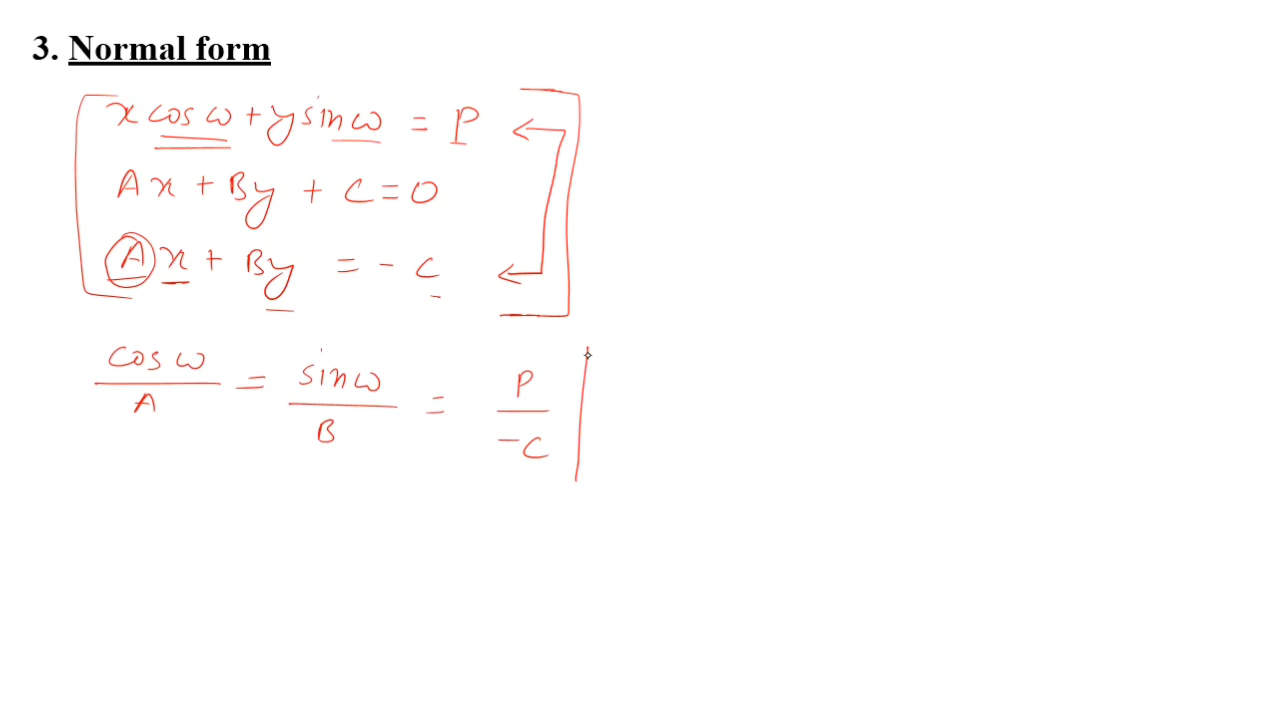 3. Normal form
x cos ω + y sin ω = P
Ax + By + C = 0
Ax + By = - C
cos ω / A = sin ω / B = P / -C